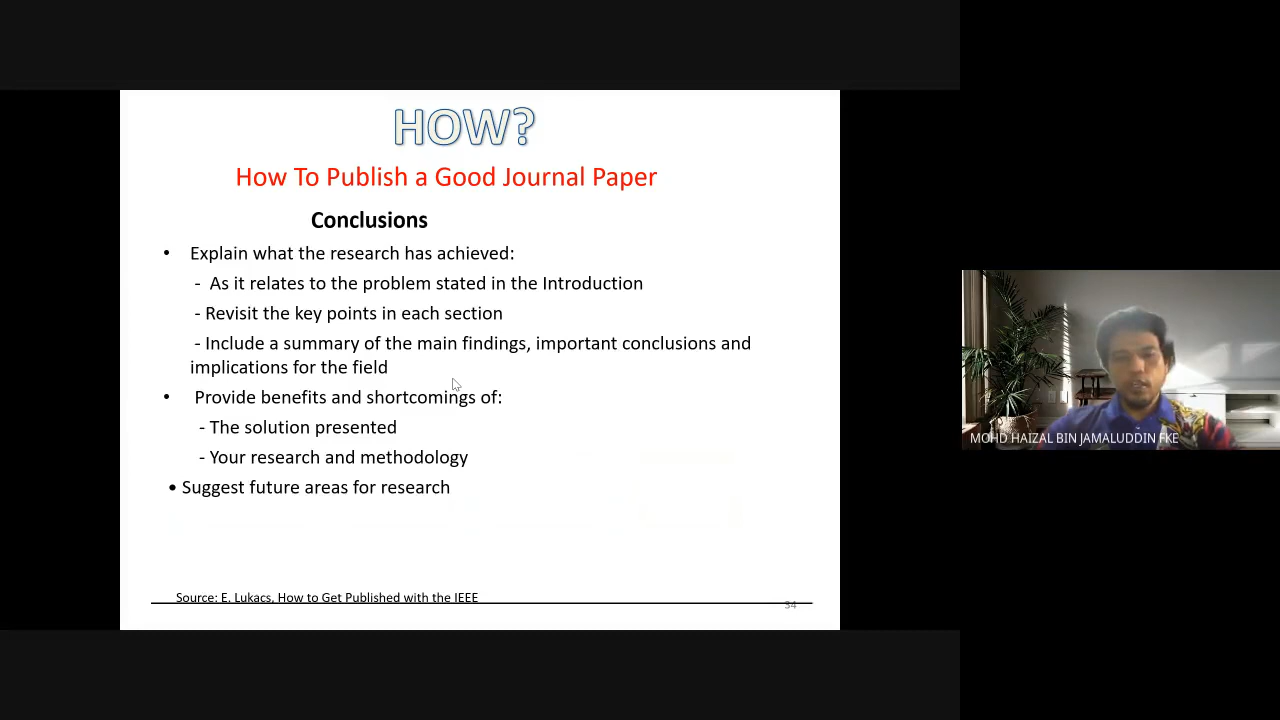 HOW?
How To Publish a Good Journal Paper
Conclusions
• Explain what the research has achieved:
- As it relates to the problem stated in the Introduction
- Revisit the key points in each section
- Include a summary of the main findings, important conclusions and
implications for the field
• Provide benefits and shortcomings of:
- The solution presented
- Your research and methodology
• Suggest future areas for research
Source: E. Lukacs, How to Get Published with the IEEE
34
MOHD HAIZAL BIN JAMALUDDIN FKE